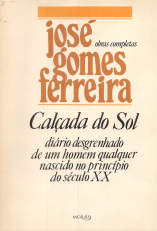 josé
obras completas
gomes
ferreira
Calçada do Sol
diário desgrenhado
de um homem qualquer
nascido no princípio
do século XX
MORAES